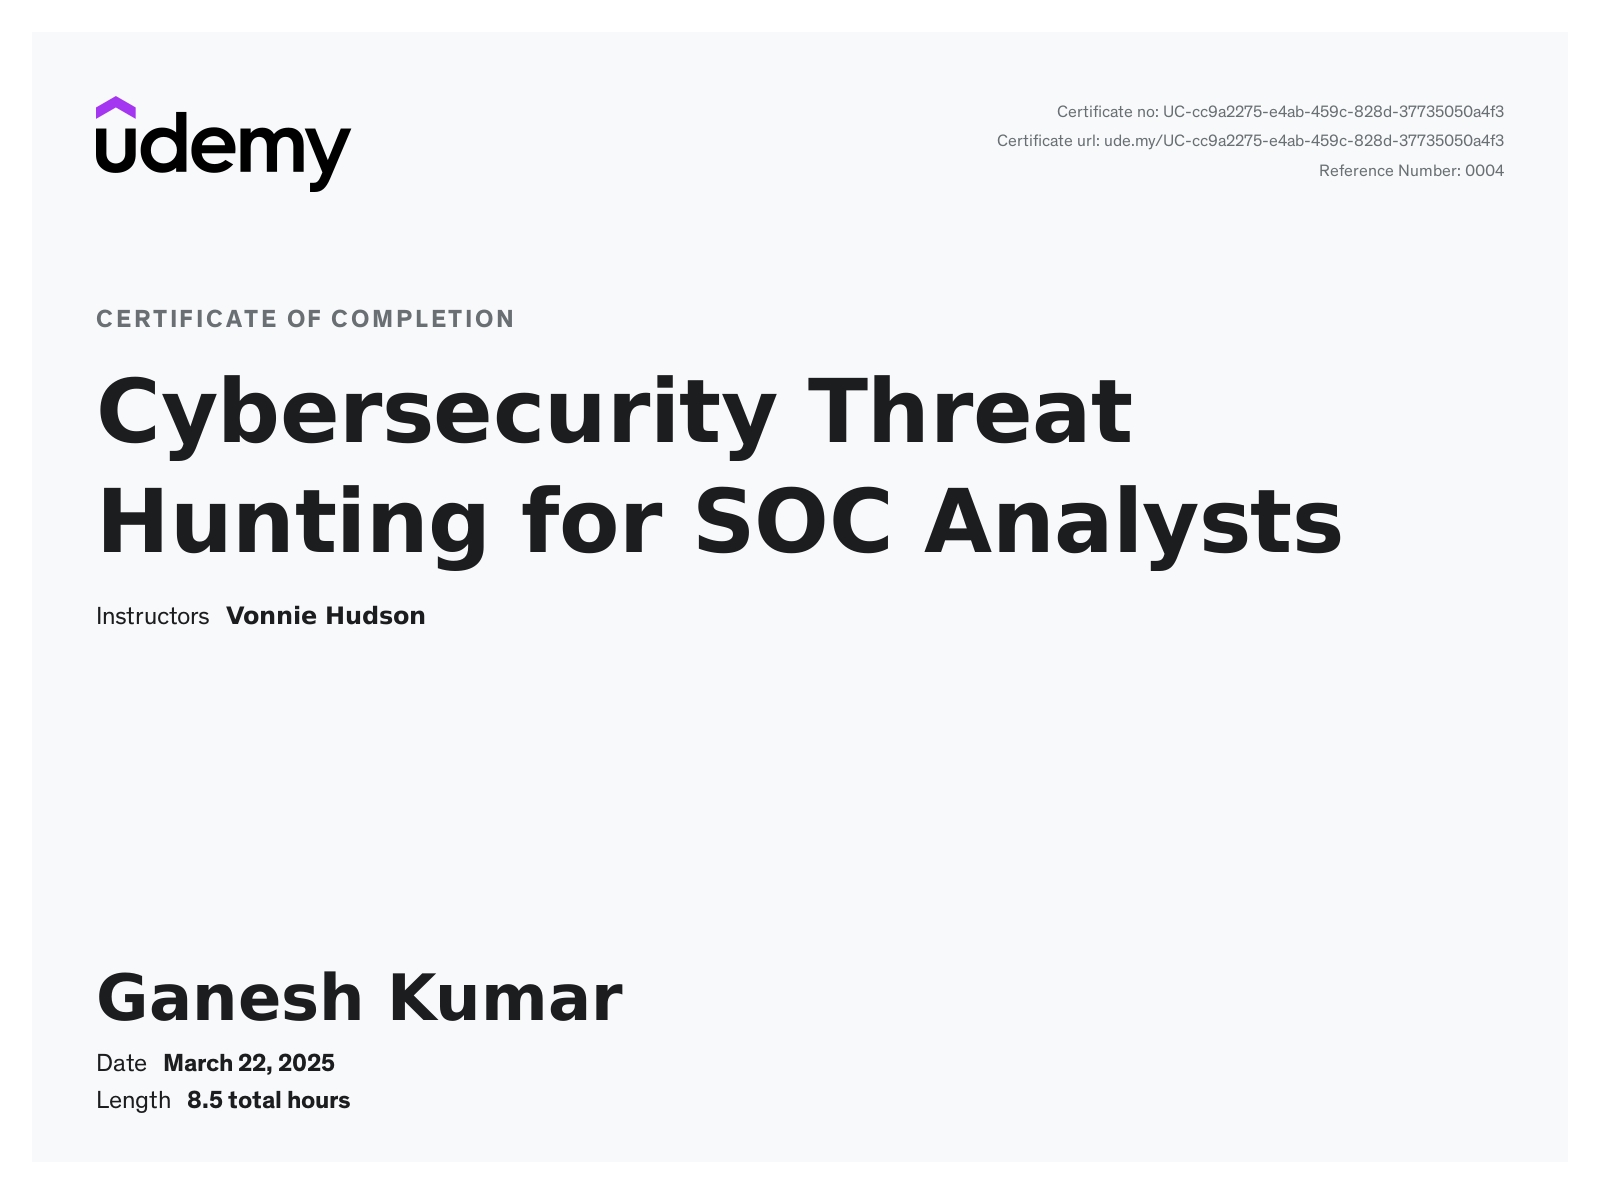 udemy
Certificate no: UC-cc9a2275-e4ab-459c-828d-37735050a4f3
Certificate url: ude.my/UC-cc9a2275-e4ab-459c-828d-37735050a4f3
Reference Number: 0004
CERTIFICATE OF COMPLETION
Cybersecurity Threat
Hunting for SOC Analysts
Instructors Vonnie Hudson
Ganesh Kumar
Date March 22, 2025
Length 8.5 total hours